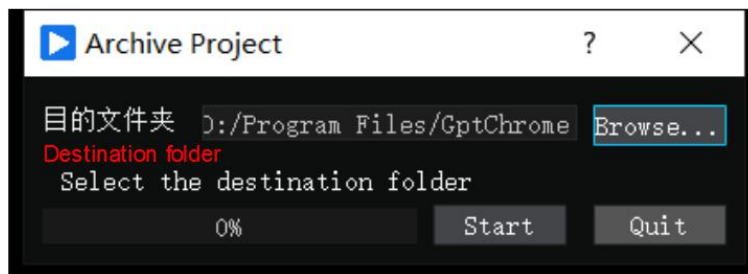 Archive Project ? ×
目的文件夹 D:/Program Files/GptChrome Browse...
Destination folder
Select the destination folder
0% Start Quit